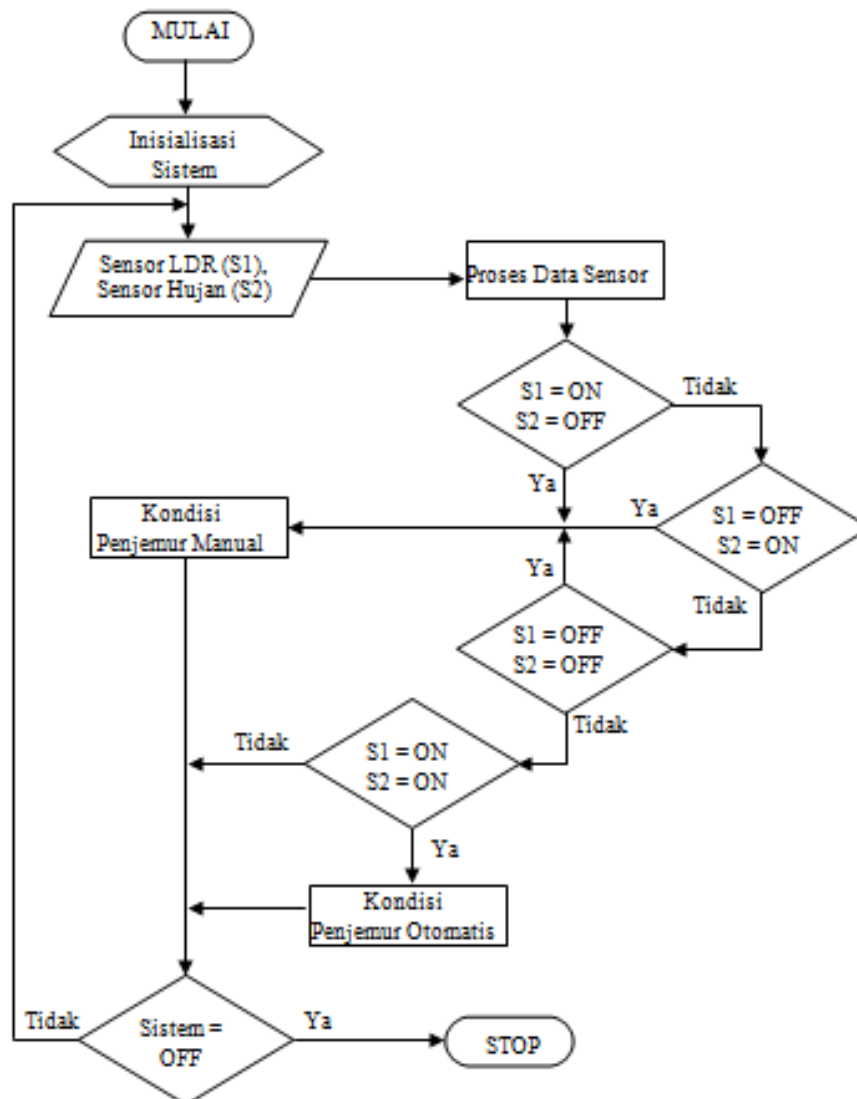 MULAI
Inisialisasi
Sistem
Sensor LDR (S1),
Sensor Hujan (S2)
Proses Data Sensor
S1 = ON
S2 = OFF
Tidak
Ya
S1 = OFF
S2 = ON
Ya
Tidak
Kondisi
Penjemur Manual
S1 = OFF
S2 = OFF
Ya
Tidak
S1 = ON
S2 = ON
Tidak
Ya
Kondisi
Penjemur Otomatis
Sistem =
OFF
Tidak
Ya
STOP